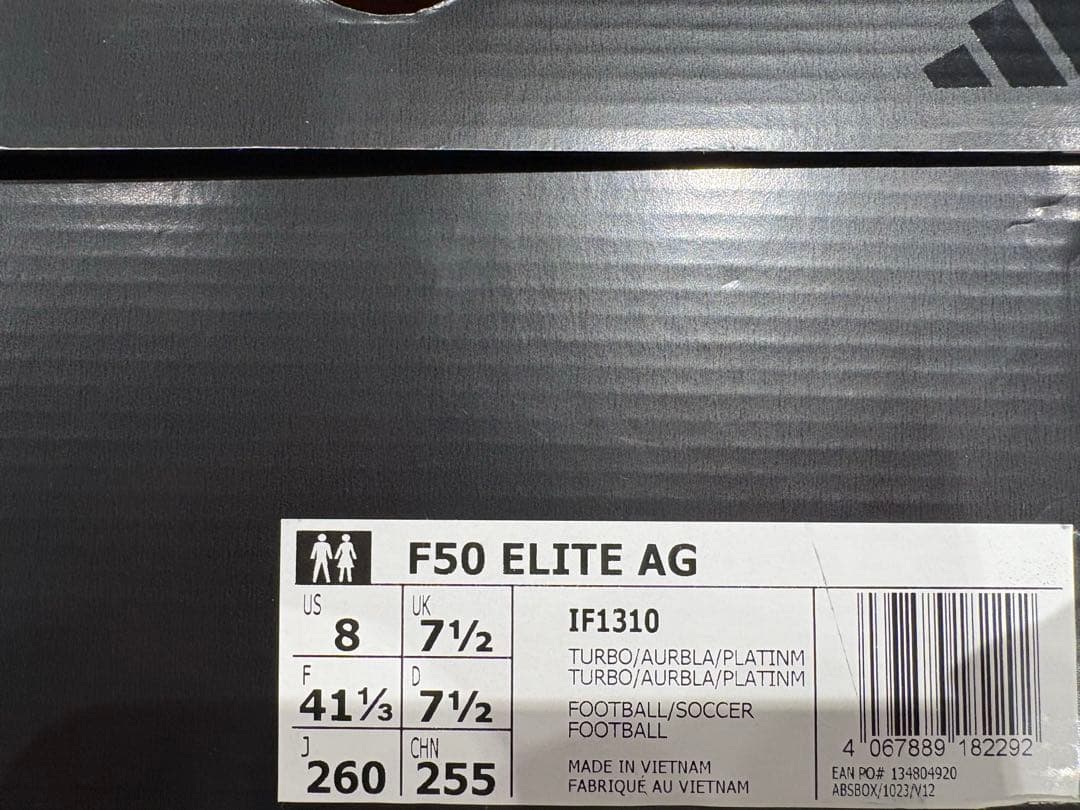 F50 ELITE AG
US 8
UK 7½
F 41⅓
D 7½
J 260
CHN 255
IF1310
TURBO/AURBLA/PLATINM
TURBO/AURBLA/PLATINM
FOOTBALL/SOCCER
FOOTBALL
MADE IN VIETNAM
FABRIQUÉ AU VIETNAM
4 067889 182292
EAN PO# 134804920
ABSBOX/1023/V12